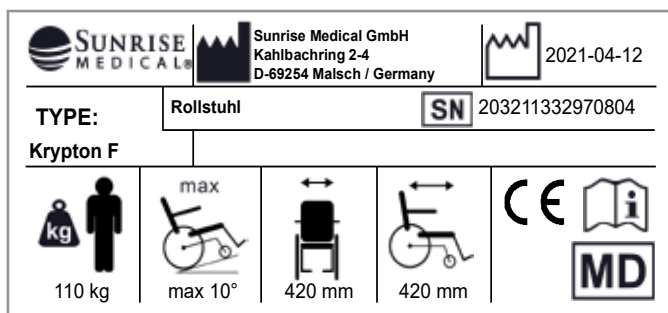 SUNRISE
MEDICAL®
Sunrise Medical GmbH
Kahlbachring 2-4
D-69254 Malsch / Germany
2021-04-12
TYPE:
Rollstuhl
SN 203211332970804
Krypton F
kg
max
CE
i
MD
110 kg
max 10°
420 mm
420 mm